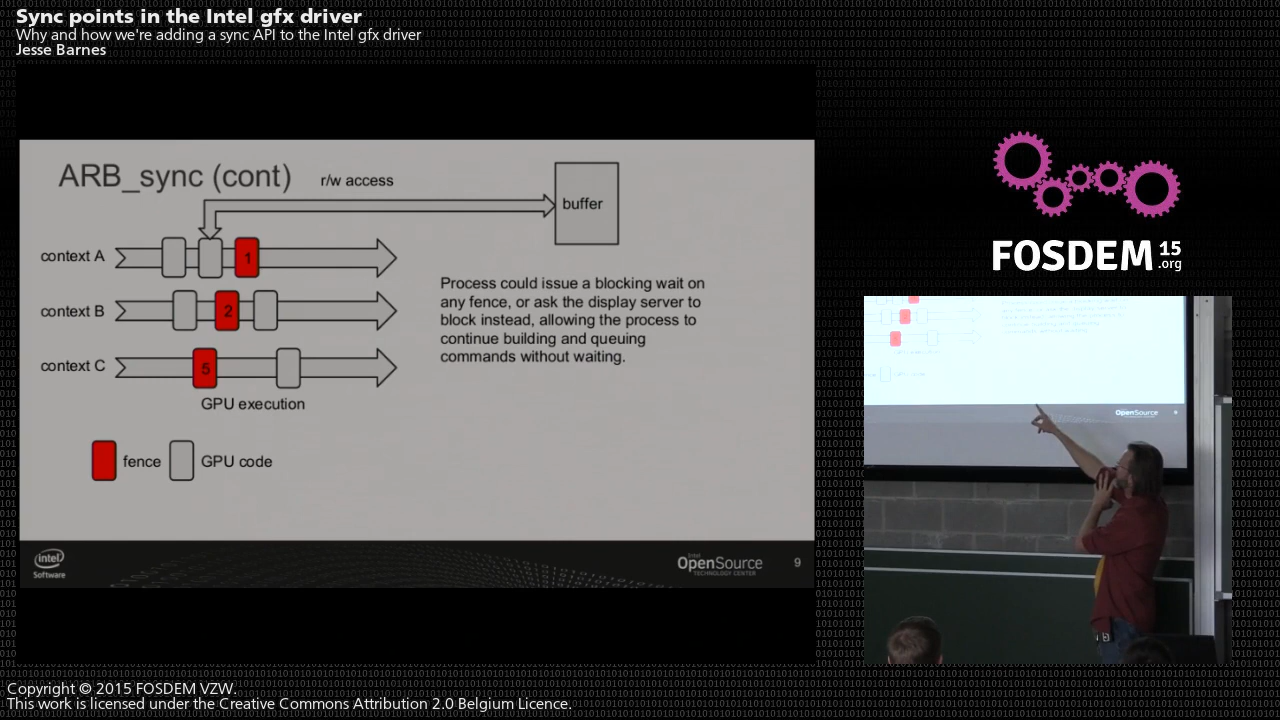 Sync points in the Intel gfx driver
Why and how we're adding a sync API to the Intel gfx driver
Jesse Barnes
ARB_sync (cont)
r/w access
buffer
context A
1
context B
2
context C
5
GPU execution
Process could issue a blocking wait on
any fence, or ask the display server to
block instead, allowing the process to
continue building and queuing
commands without waiting.
fence
GPU code
intel
Software
Intel
OpenSource
TECHNOLOGY CENTER
9
FOSDEM 15
.org
OpenSource
Copyright © 2015 FOSDEM VZW.
This work is licensed under the Creative Commons Attribution 2.0 Belgium Licence.